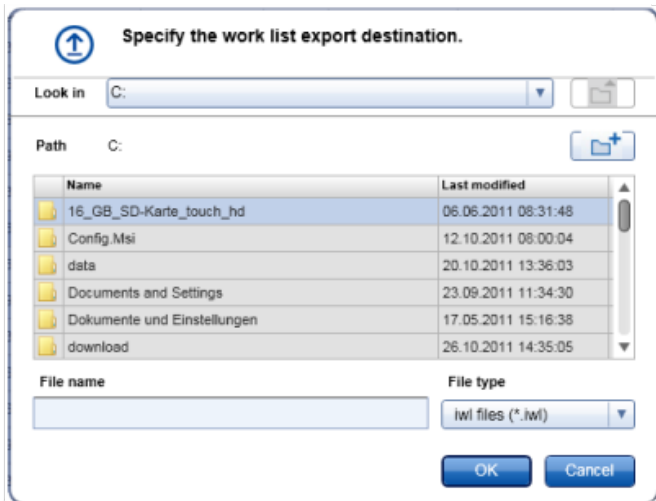 Specify the work list export destination.
Look in C:
Path C:
Name Last modified
16_GB_SD-Karte_touch_hd 06.06.2011 08:31:48
Config.Msi 12.10.2011 08:00:04
data 20.10.2011 13:36:03
Documents and Settings 23.09.2011 11:34:30
Dokumente und Einstellungen 17.05.2011 15:16:38
download 26.10.2011 14:35:05
File name File type
iwl files (*.iwl)
OK Cancel